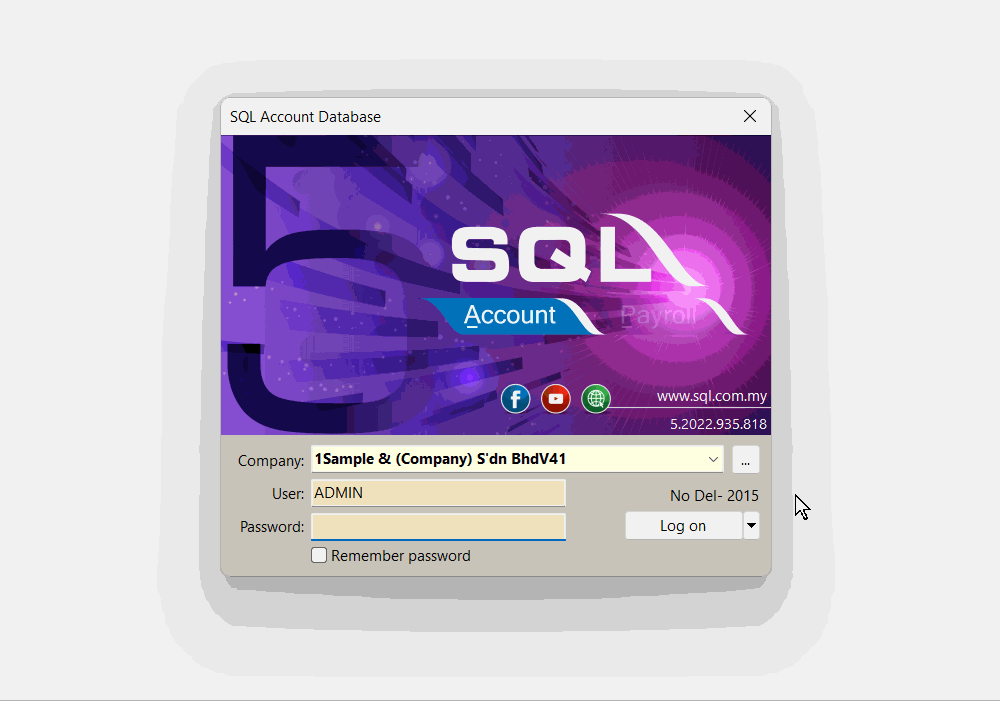 SQL Account Database
SQL
Account
Payroll
www.sql.com.my
5.2022.935.818
Company: 1Sample & (Company) S'dn BhdV41 ...
User: ADMIN
No Del- 2015
Password:
Log on
Remember password